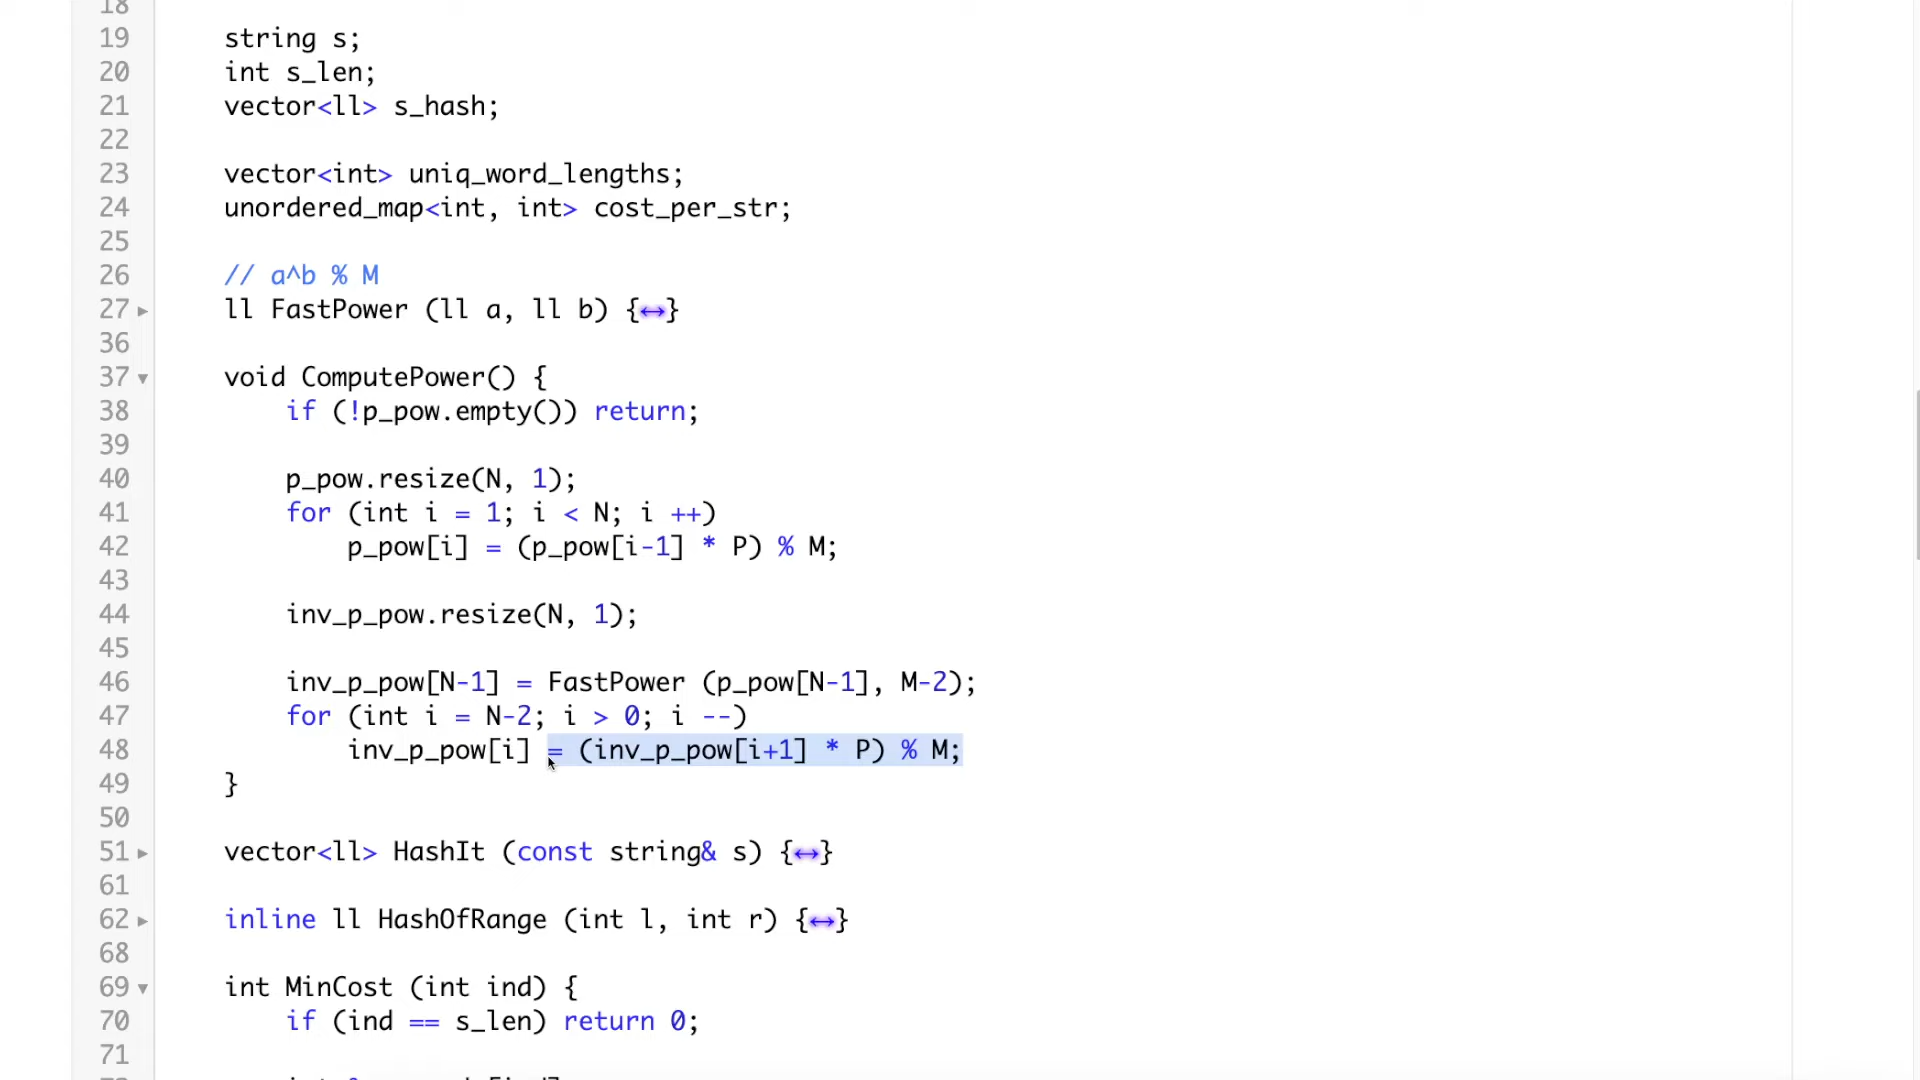 18
19 string s;
20 int s_len;
21 vector<ll> s_hash;
22
23 vector<int> uniq_word_lengths;
24 unordered_map<int, int> cost_per_str;
25
26 // a^b % M
27 ll FastPower (ll a, ll b) {↔}
36
37 void ComputePower() {
38 if (!p_pow.empty()) return;
39
40 p_pow.resize(N, 1);
41 for (int i = 1; i < N; i ++)
42 p_pow[i] = (p_pow[i-1] * P) % M;
43
44 inv_p_pow.resize(N, 1);
45
46 inv_p_pow[N-1] = FastPower (p_pow[N-1], M-2);
47 for (int i = N-2; i > 0; i --)
48 inv_p_pow[i] = (inv_p_pow[i+1] * P) % M;
49 }
50
51 vector<ll> HashIt (const string& s) {↔}
61
62 inline ll HashOfRange (int l, int r) {↔}
68
69 int MinCost (int ind) {
70 if (ind == s_len) return 0;
71